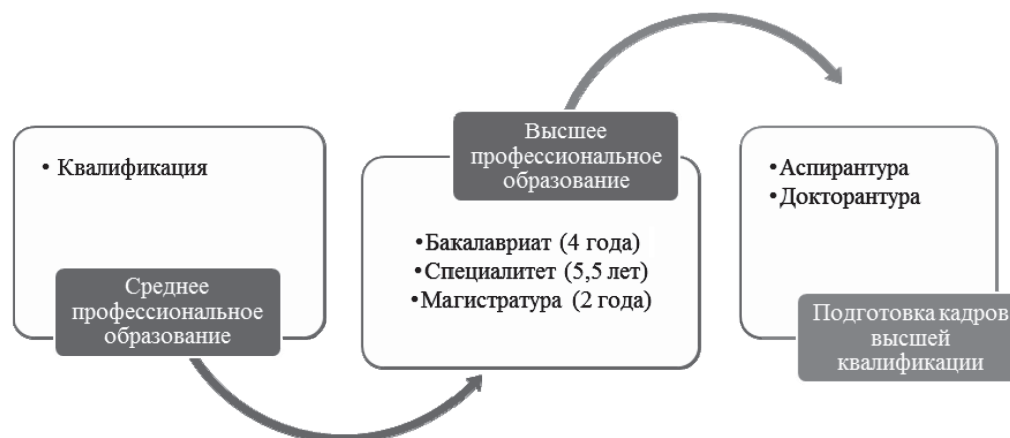 • Квалификация
Среднее
профессиональное
образование
Высшее
профессиональное
образование
•Бакалавриат (4 года)
•Специалитет (5,5 лет)
•Магистратура (2 года)
•Аспирантура
•Докторантура
Подготовка кадров
высшей
квалификации